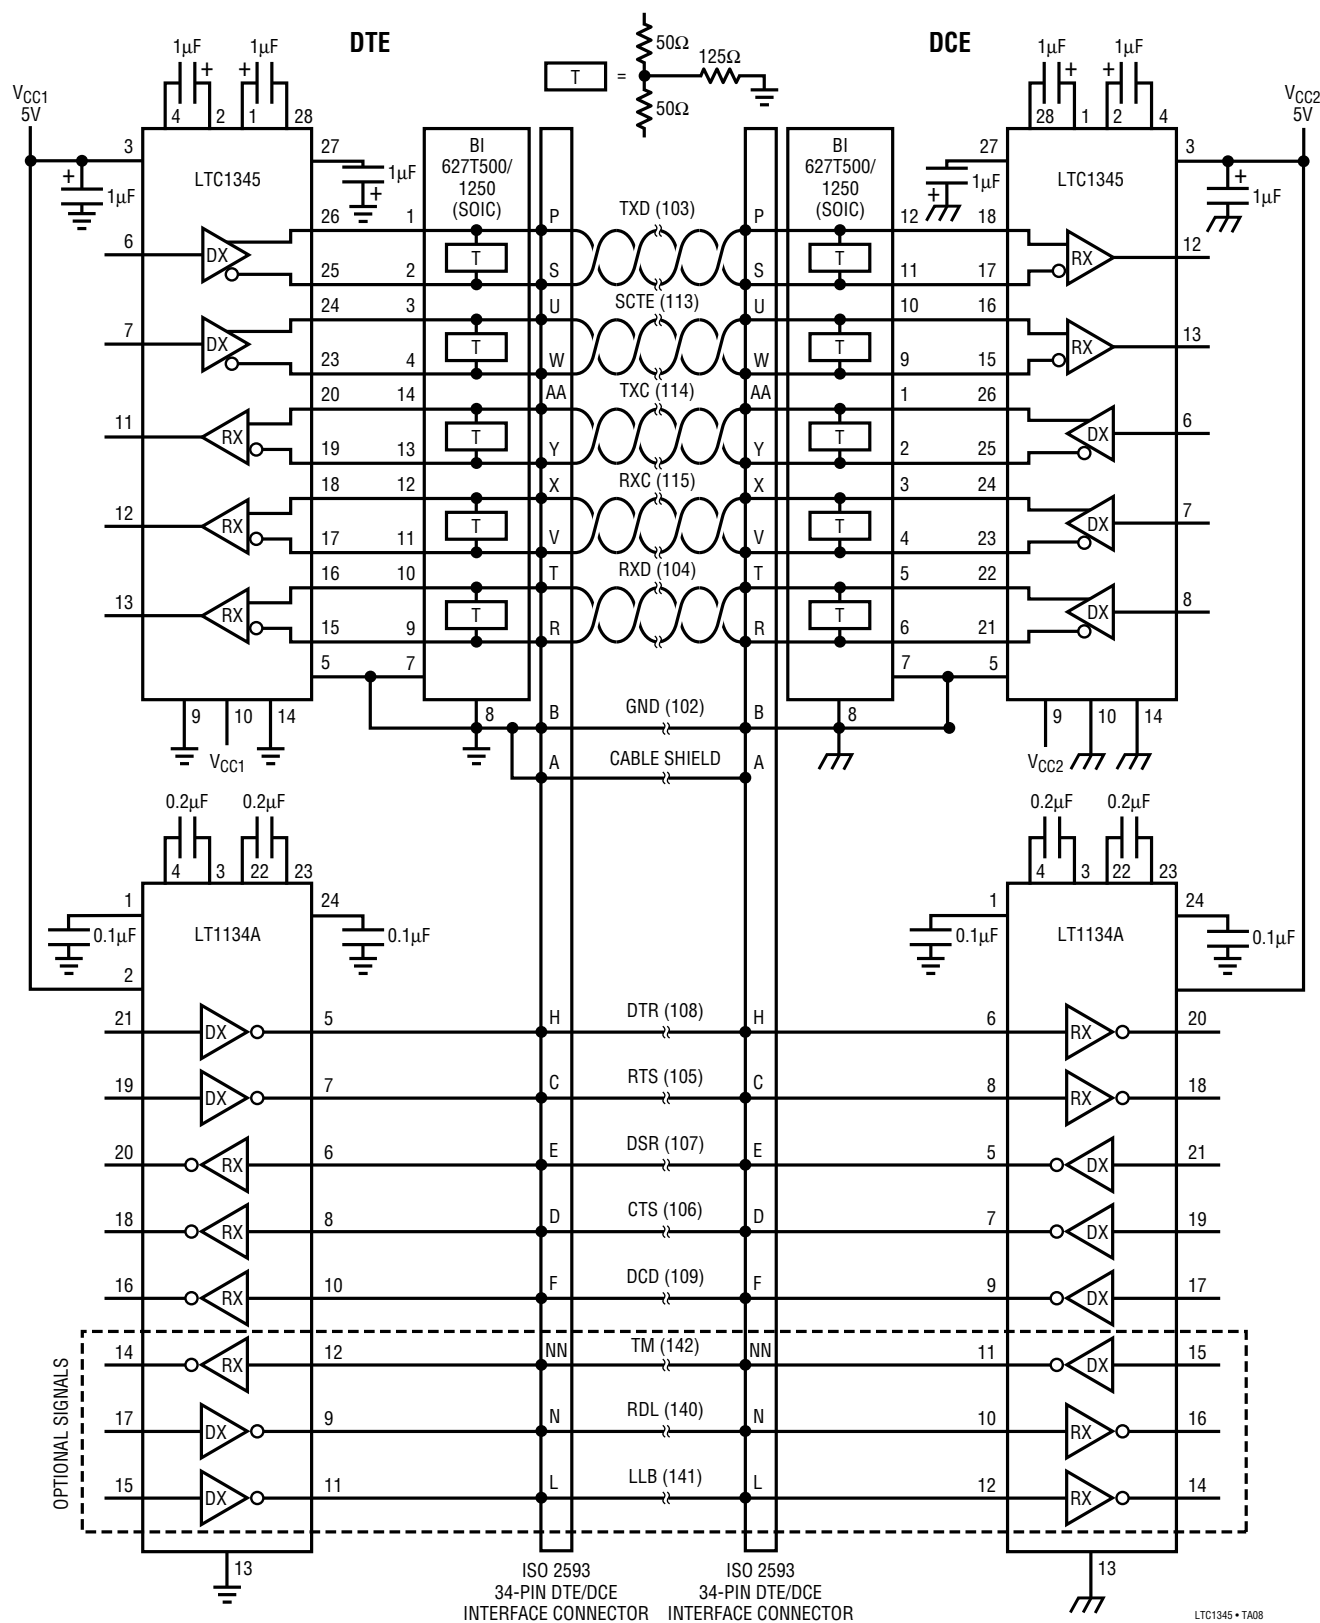 DTE
DCE
1µF 1µF
50Ω
125Ω
T =
50Ω
1µF 1µF
VCC1
5V
4 2 1 28
28 1 2 4
VCC2
5V
3
LTC1345
27
1µF
1µF
BI
627T500/
1250
(SOIC)
BI
627T500/
1250
(SOIC)
27
1µF
LTC1345
3
1µF
6 DX 26 1 T P TXD (103) P T 12 18 RX 12
25 2 S S 11 17
7 DX 24 3 T U SCTE (113) U T 10 16 RX 13
23 4 W W 9 15
11 RX 20 14 T AA TXC (114) AA T 1 26 DX 6
19 13 Y Y 2 25
12 RX 18 12 T X RXC (115) X T 3 24 DX 7
17 11 V V 4 23
13 RX 16 10 T T RXD (104) T T 5 22 DX 8
15 9 R R 6 21
5 7 7 5
9 10 14 8 B GND (102) B 8 9 10 14
VCC1 A CABLE SHIELD A VCC2
0.2µF 0.2µF 0.2µF 0.2µF
4 3 22 23 4 3 22 23
1 24 1 24
0.1µF LT1134A 0.1µF 0.1µF LT1134A 0.1µF
2
21 DX 5 H DTR (108) H 6 RX 20
19 DX 7 C RTS (105) C 8 RX 18
20 RX 6 E DSR (107) E 5 DX 21
18 RX 8 D CTS (106) D 7 DX 19
16 RX 10 F DCD (109) F 9 DX 17
OPTIONAL SIGNALS
14 RX 12 NN TM (142) NN 11 DX 15
17 DX 9 N RDL (140) N 10 RX 16
15 DX 11 L LLB (141) L 12 RX 14
13 13
ISO 2593
34-PIN DTE/DCE
INTERFACE CONNECTOR
ISO 2593
34-PIN DTE/DCE
INTERFACE CONNECTOR
LTC1345 • TA08